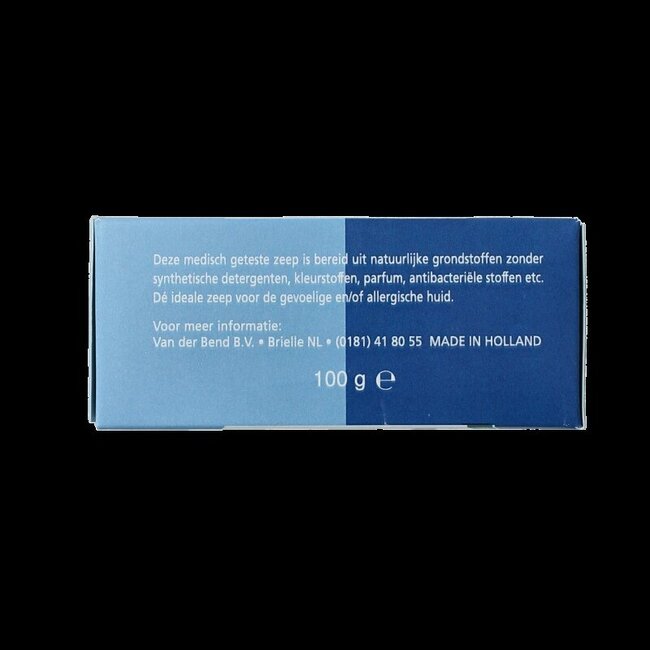 Deze medisch geteste zeep is bereid uit natuurlijke grondstoffen zonder
synthetische detergenten, kleurstoffen, parfum, antibacteriële stoffen etc.
Dé ideale zeep voor de gevoelige en/of allergische huid.
Voor meer informatie:
Van der Bend B.V. • Brielle NL • (0181) 41 80 55 MADE IN HOLLAND
100 g ℮